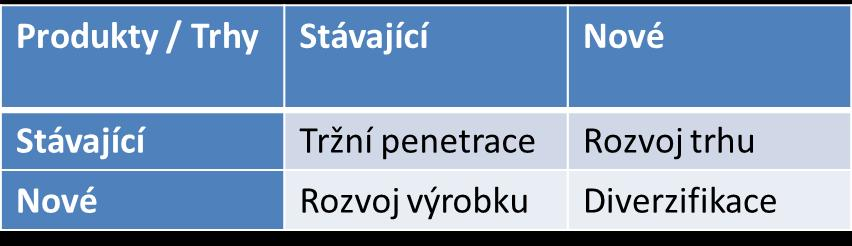 Produkty / Trhy Stávající Nové
Stávající Tržní penetrace Rozvoj trhu
Nové Rozvoj výrobku Diverzifikace